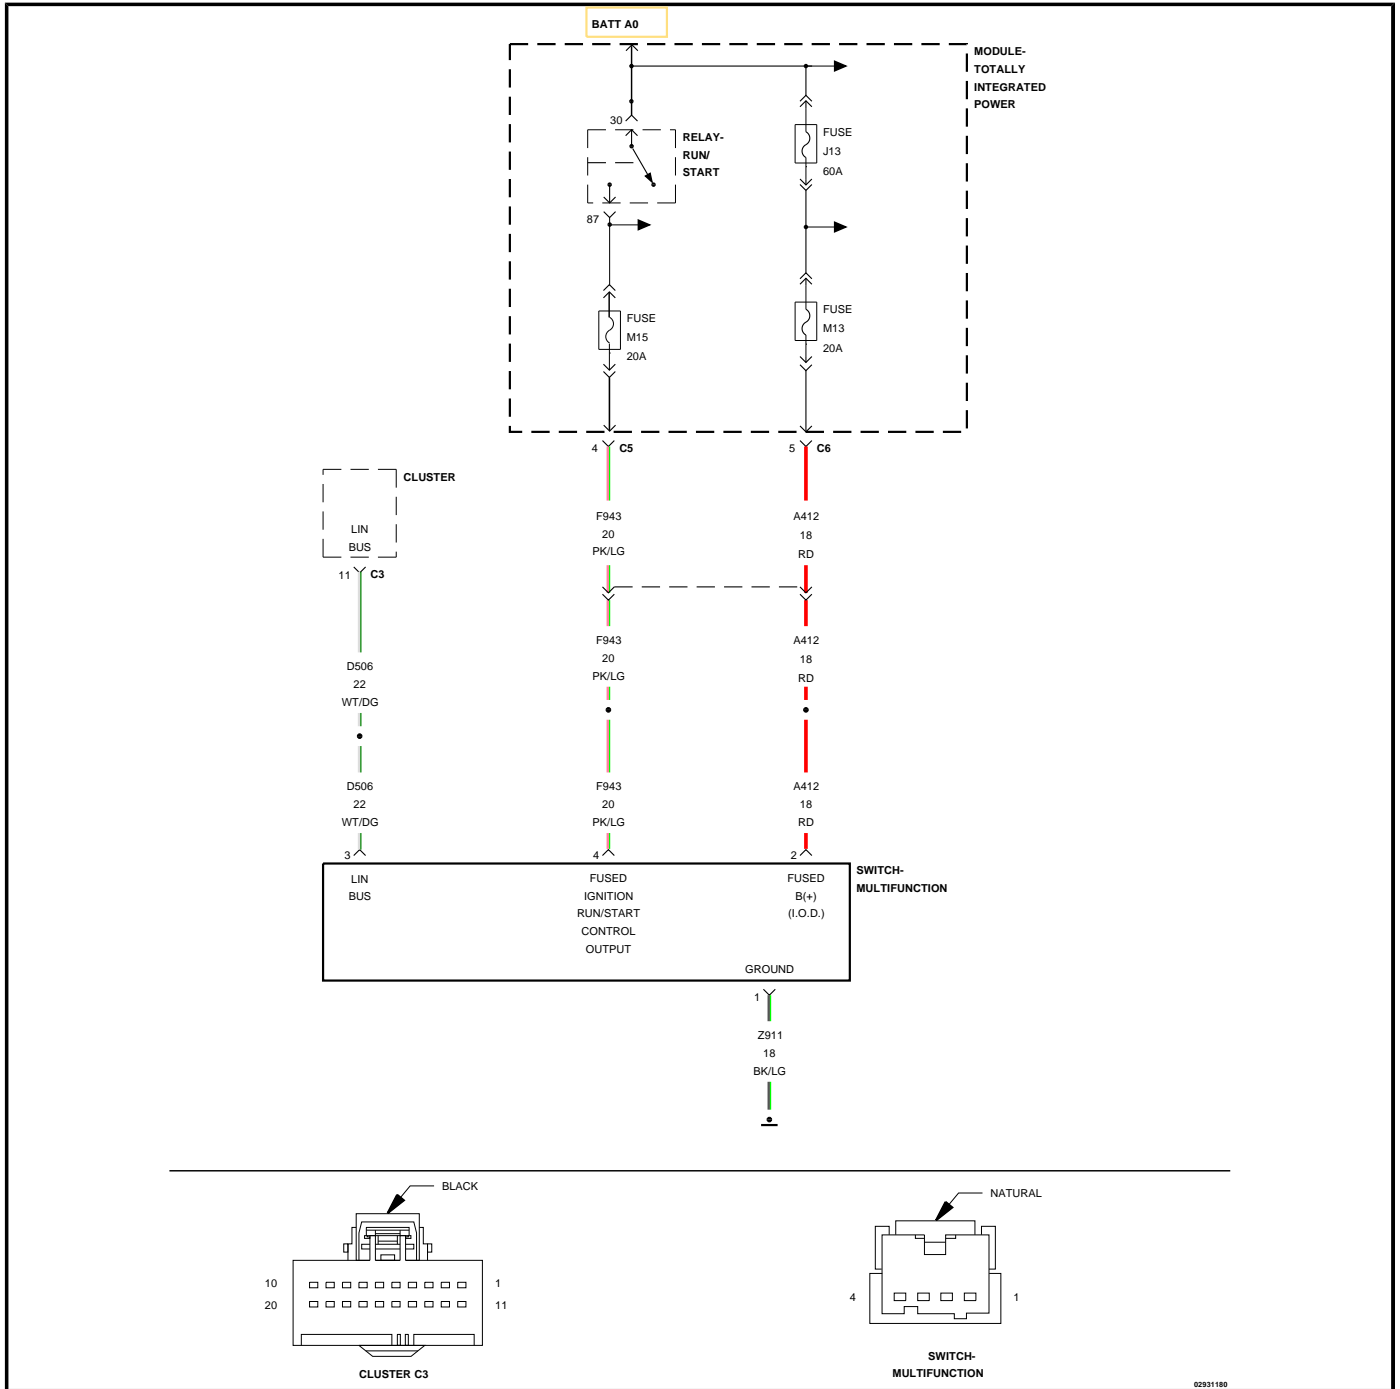 BATT A0
MODULE-
TOTALLY
INTEGRATED
POWER
30
RELAY-
RUN/
START
FUSE
J13
60A
87
FUSE
M15
20A
FUSE
M13
20A
4 C5
5 C6
CLUSTER
LIN
BUS
11 C3
F943
20
PK/LG
A412
18
RD
F943
20
PK/LG
A412
18
RD
D506
22
WT/DG
D506
22
WT/DG
F943
20
PK/LG
A412
18
RD
3
4
2
SWITCH-
MULTIFUNCTION
LIN
BUS
FUSED
IGNITION
RUN/START
CONTROL
OUTPUT
FUSED
B(+)
(I.O.D.)
GROUND
1
Z911
18
BK/LG
BLACK
10 1
20 11
CLUSTER C3
NATURAL
4 1
SWITCH-
MULTIFUNCTION
02931180